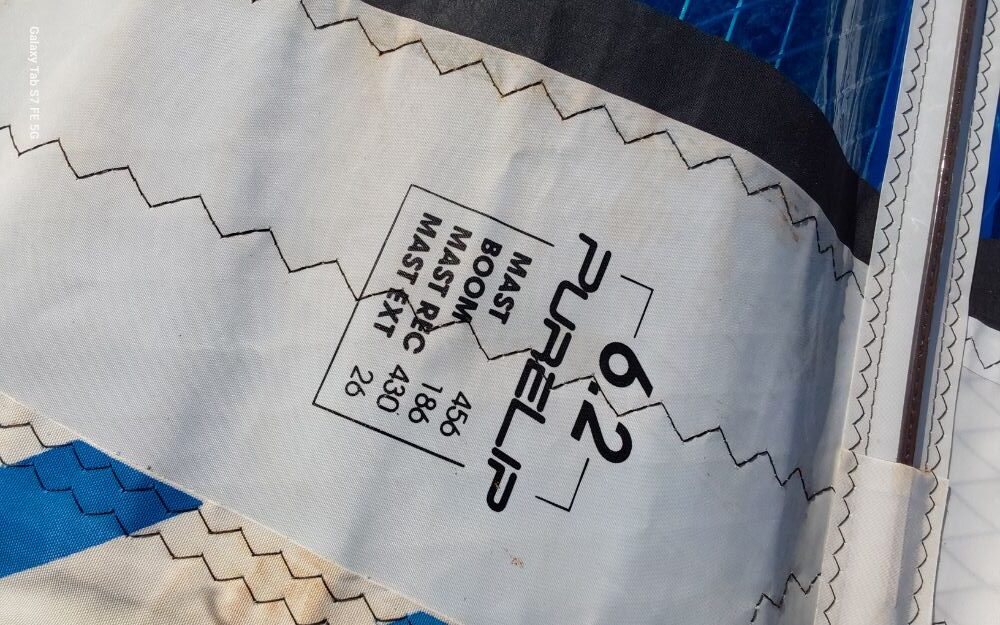 6.2
PURELIP
MAST 456
BOOM 186
MAST REC 430
MAST EXT 26
Galaxy Tab S7 FE 5G